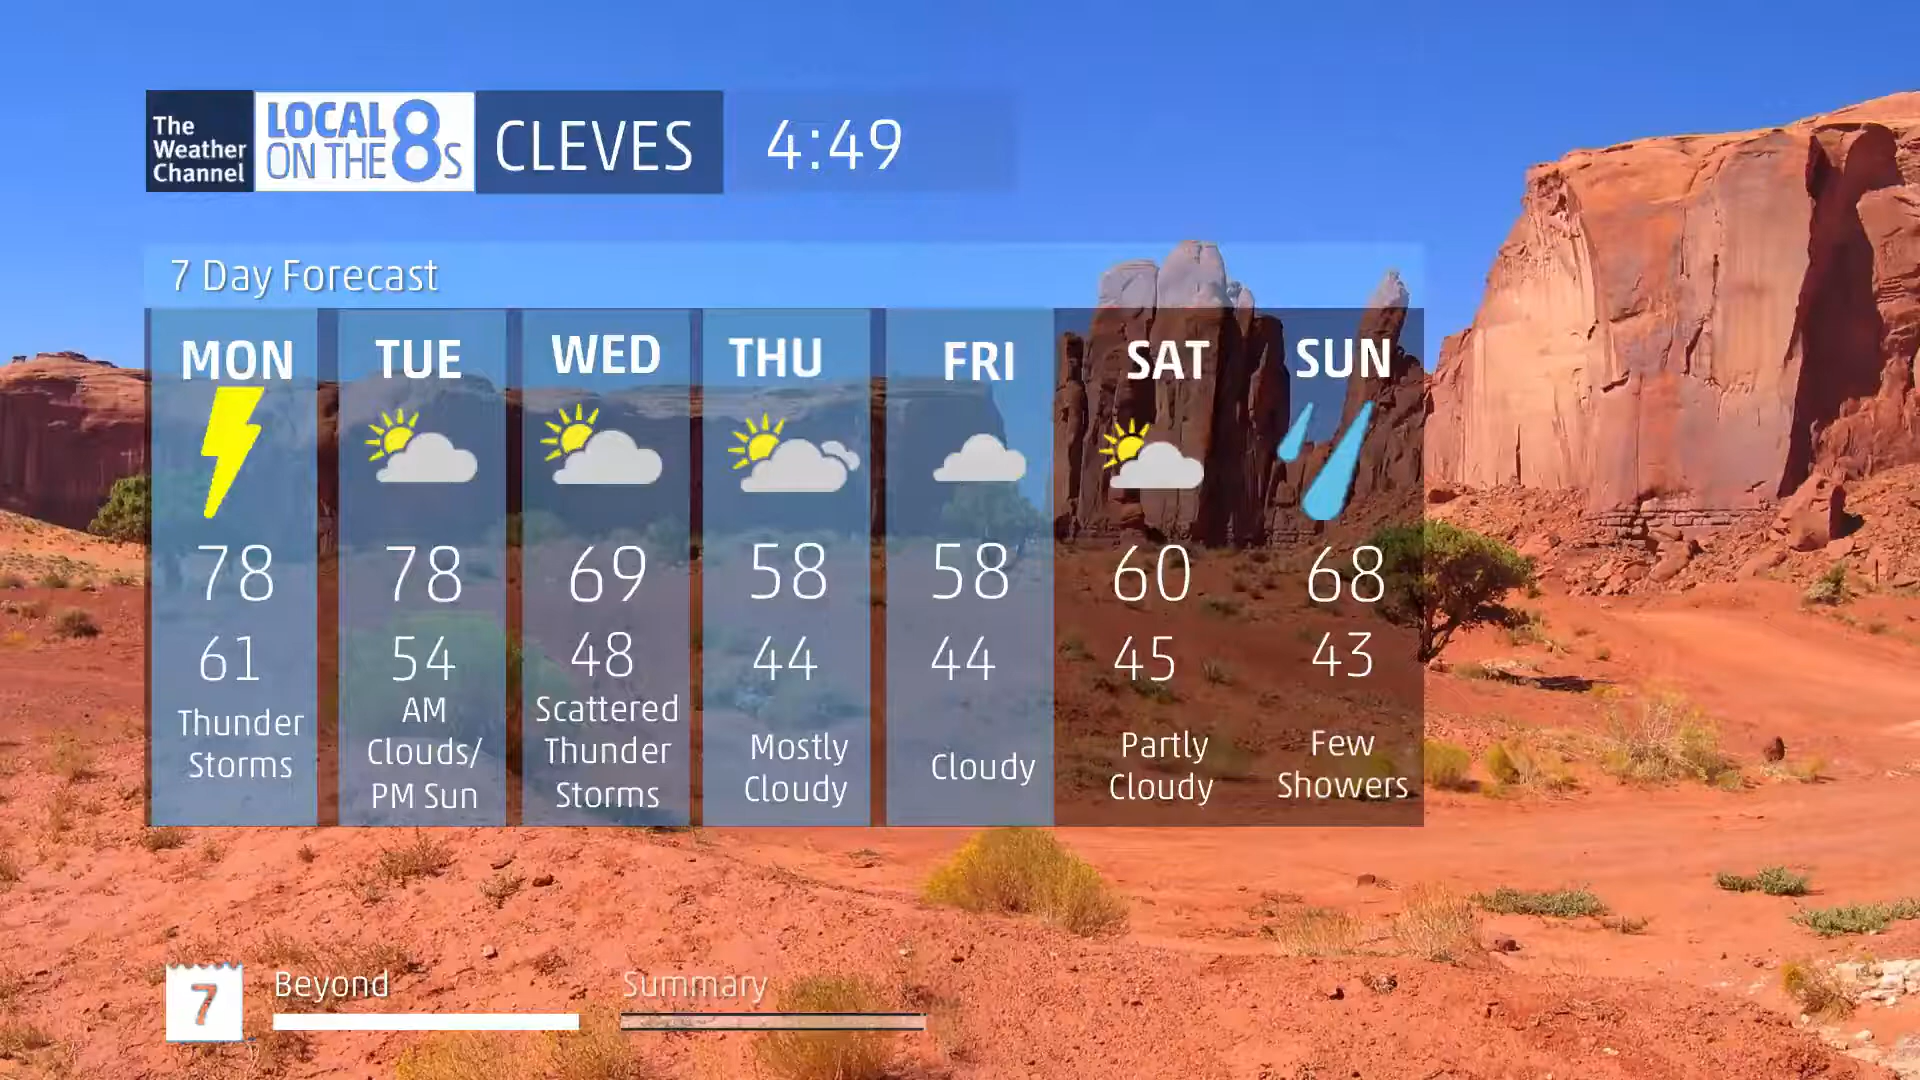 The
Weather
Channel
LOCAL
ON THE 8s
CLEVES
4:49
7 Day Forecast
MON TUE WED THU FRI SAT SUN
78 78 69 58 58 60 68
61 54 48 44 44 45 43
Thunder
Storms
AM
Clouds/
PM Sun
Scattered
Thunder
Storms
Mostly
Cloudy
Cloudy
Partly
Cloudy
Few
Showers
7
Beyond
Summary